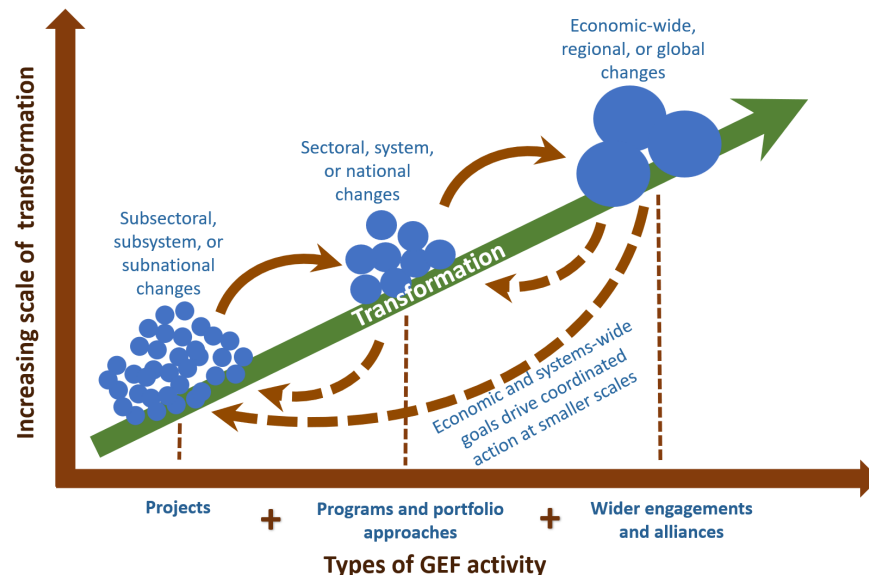 Economic-wide,
regional, or global
changes
Sectoral, system,
or national
changes
Subsectoral,
subsystem, or
subnational
changes
Increasing scale of transformation
Transformation
Economic and systems-wide
goals drive coordinated
action at smaller scales
Projects
+
Programs and portfolio
approaches
+
Wider engagements
and alliances
Types of GEF activity